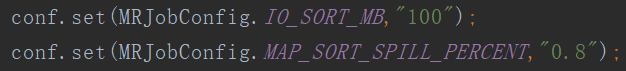 conf.set(MRJobConfig.IO_SORT_MB,"100");
conf.set(MRJobConfig.MAP_SORT_SPILL_PERCENT,"0.8");